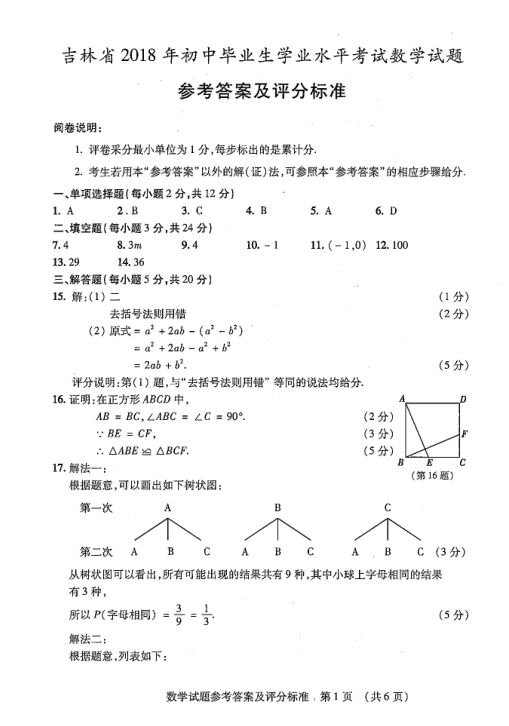 吉林省 2018 年初中毕业生学业水平考试数学试题
参考答案及评分标准
阅卷说明：
1. 评卷采分最小单位为 1 分,每步标出的是累计分.
2. 考生若用本“参考答案”以外的解(证)法,可参照本“参考答案”的相应步骤给分.
一、单项选择题(每小题 2 分,共 12 分)
1. A 2. B 3. C 4. B 5. A 6. D
二、填空题(每小题 3 分,共 24 分)
7. 4 8. 3m 9. 4 10. -1 11. (-1,0) 12. 100
13. 29 14. 36
三、解答题(每小题 5 分,共 20 分)
15. 解:(1) 二 (1 分)
去括号法则用错 (2 分)
(2) 原式 = a² + 2ab - (a² - b²)
= a² + 2ab - a² + b²
= 2ab + b². (5 分)
评分说明:第(1)题,与“去括号法则用错”等同的说法均给分.
16. 证明:在正方形 ABCD 中,
AB = BC,∠ABC = ∠C = 90°. (2 分)
∵ BE = CF, (3 分)
∴ △ABE ≌ △BCF. (5 分)
A D
F
B E C
(第 16 题)
17. 解法一:
根据题意,可以画出如下树状图:
第一次 A B C
第二次 A B C A B C A B C (3 分)
从树状图可以看出,所有可能出现的结果共有 9 种,其中小球上字母相同的结果
有 3 种,
所以 P(字母相同) = 3/9 = 1/3. (5 分)
解法二:
根据题意,列表如下:
数学试题参考答案及评分标准 第 1 页 (共 6 页)